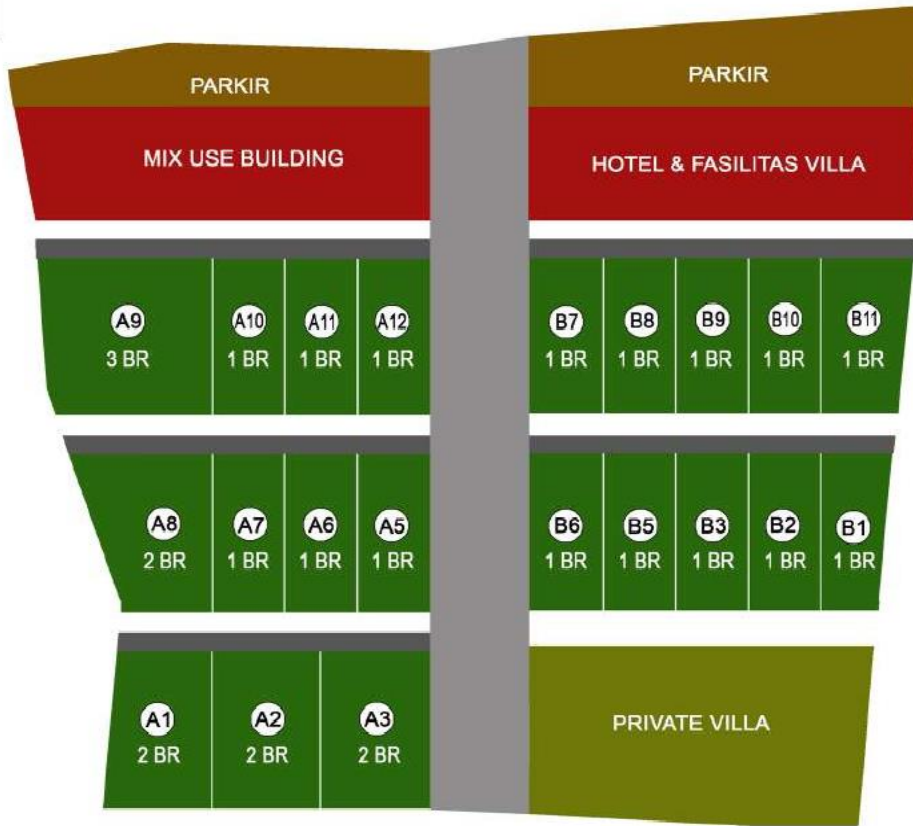 PARKIR
PARKIR
MIX USE BUILDING
HOTEL & FASILITAS VILLA
A9
3 BR
A10
1 BR
A11
1 BR
A12
1 BR
B7
1 BR
B8
1 BR
B9
1 BR
B10
1 BR
B11
1 BR
A8
2 BR
A7
1 BR
A6
1 BR
A5
1 BR
B6
1 BR
B5
1 BR
B3
1 BR
B2
1 BR
B1
1 BR
A1
2 BR
A2
2 BR
A3
2 BR
PRIVATE VILLA